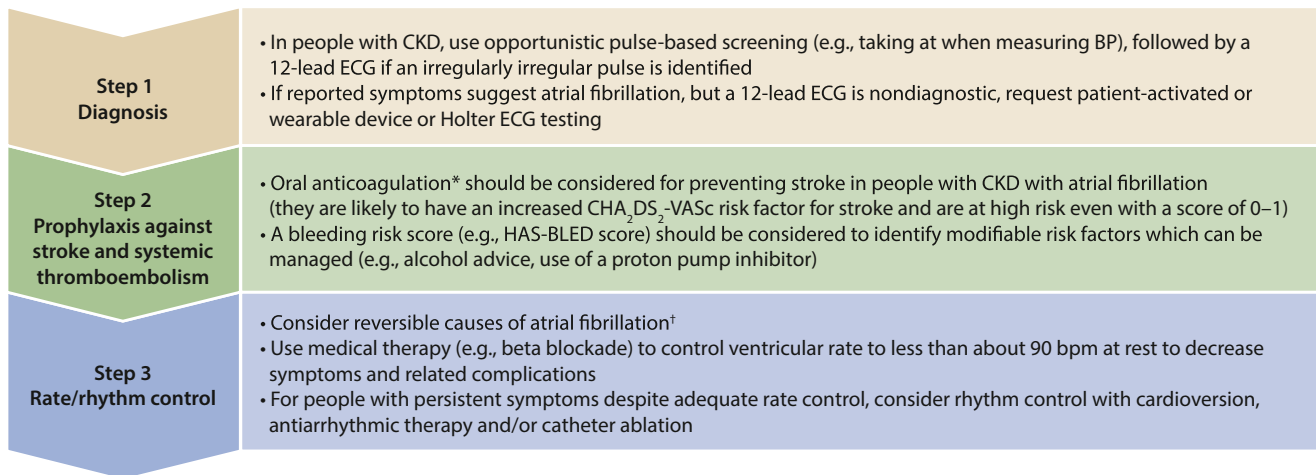 Step 1
Diagnosis
• In people with CKD, use opportunistic pulse-based screening (e.g., taking at when measuring BP), followed by a
12-lead ECG if an irregularly irregular pulse is identified
• If reported symptoms suggest atrial fibrillation, but a 12-lead ECG is nondiagnostic, request patient-activated or
wearable device or Holter ECG testing
Step 2
Prophylaxis against
stroke and systemic
thromboembolism
• Oral anticoagulation* should be considered for preventing stroke in people with CKD with atrial fibrillation
(they are likely to have an increased CHA₂DS₂-VASc risk factor for stroke and are at high risk even with a score of 0–1)
• A bleeding risk score (e.g., HAS-BLED score) should be considered to identify modifiable risk factors which can be
managed (e.g., alcohol advice, use of a proton pump inhibitor)
Step 3
Rate/rhythm control
• Consider reversible causes of atrial fibrillation†
• Use medical therapy (e.g., beta blockade) to control ventricular rate to less than about 90 bpm at rest to decrease
symptoms and related complications
• For people with persistent symptoms despite adequate rate control, consider rhythm control with cardioversion,
antiarrhythmic therapy and/or catheter ablation